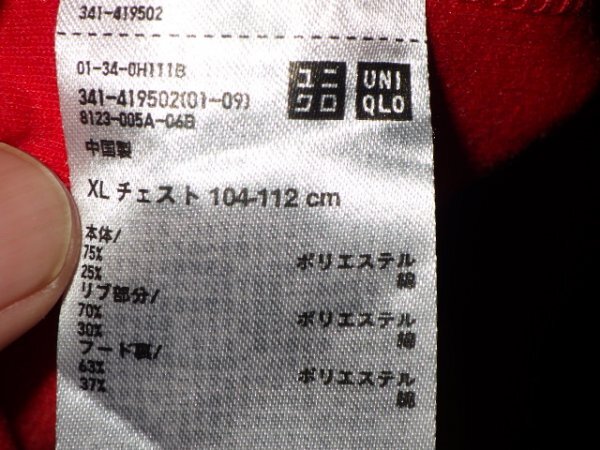 341-419502
01-34-0H111B
341-419502(01-09)
8123-005A-06B
ユニクロ
UNIQLO
中国製
XL チェスト 104-112 cm
本体/
75% ポリエステル
25% 綿
リブ部分/
70% ポリエステル
30% 綿
フード裏/
63% ポリエステル
37% 綿